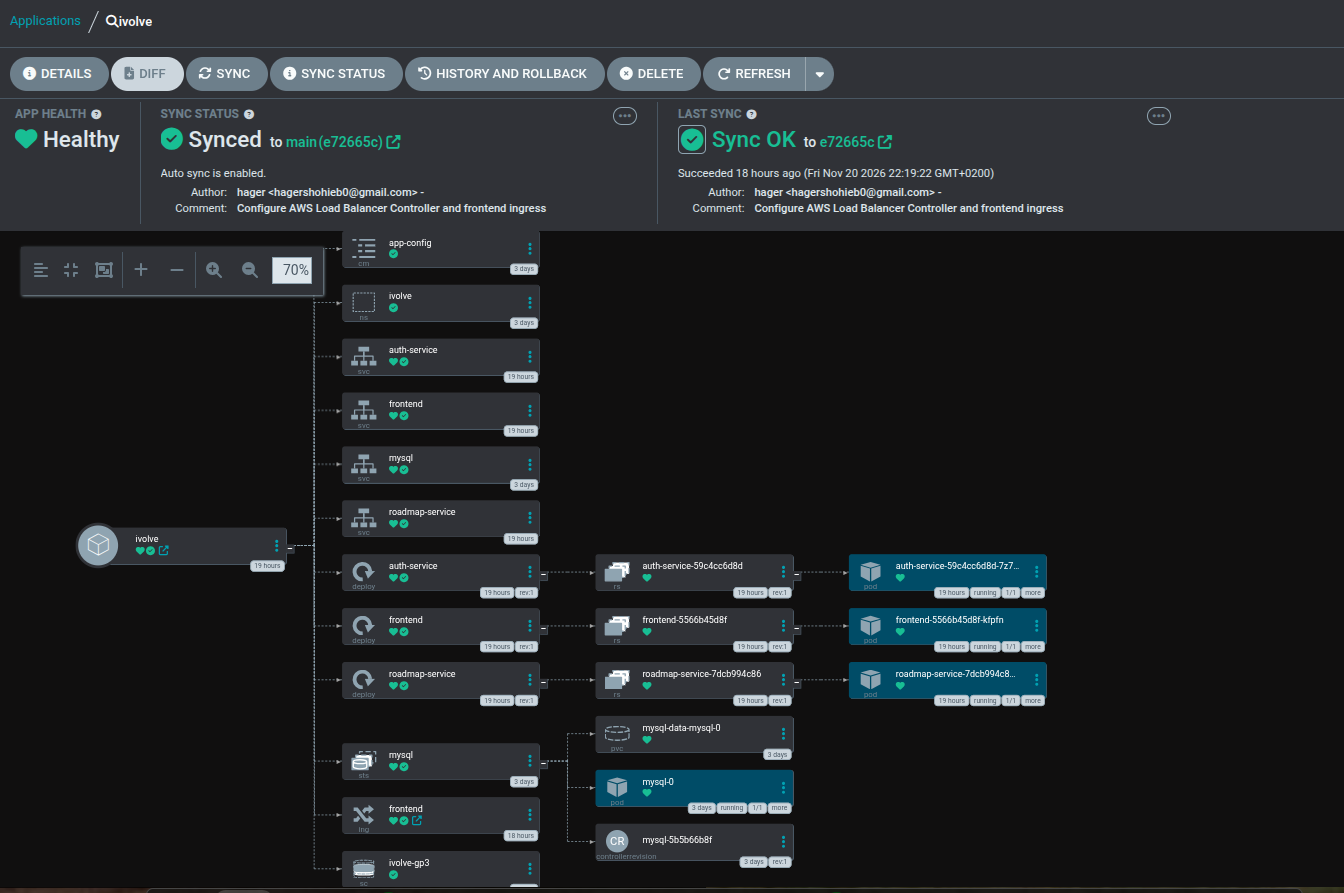 Applications / ivolve
DETAILS DIFF SYNC SYNC STATUS HISTORY AND ROLLBACK DELETE REFRESH
APP HEALTH
Healthy
SYNC STATUS
Synced to main (e72665c)
Auto sync is enabled.
Author: hager <hagershohieb0@gmail.com> -
Comment: Configure AWS Load Balancer Controller and frontend ingress
LAST SYNC
Sync OK to e72665c
Succeeded 18 hours ago (Fri Nov 20 2026 22:19:22 GMT+0200)
Author: hager <hagershohieb0@gmail.com> -
Comment: Configure AWS Load Balancer Controller and frontend ingress
70%
ivolve
19 hours
app-config
cm
3 days
ivolve
ns
3 days
auth-service
svc
19 hours
frontend
svc
19 hours
mysql
svc
3 days
roadmap-service
svc
19 hours
auth-service
deploy
19 hours rev:1
auth-service-59c4cc6d8d
rs
19 hours rev:1
auth-service-59c4cc6d8d-7z7...
pod
19 hours running 1/1 more
frontend
deploy
19 hours rev:1
frontend-5566b45d8f
rs
19 hours rev:1
frontend-5566b45d8f-kfpfn
pod
19 hours running 1/1 more
roadmap-service
deploy
19 hours rev:1
roadmap-service-7dcb994c86
rs
19 hours rev:1
roadmap-service-7dcb994c8...
pod
19 hours running 1/1 more
mysql
sts
3 days
mysql-data-mysql-0
pvc
3 days
mysql-0
pod
3 days running 1/1 more
CR
mysql-5b5b66b8f
controllerrevision
3 days rev:1
frontend
ing
18 hours
ivolve-gp3
sc